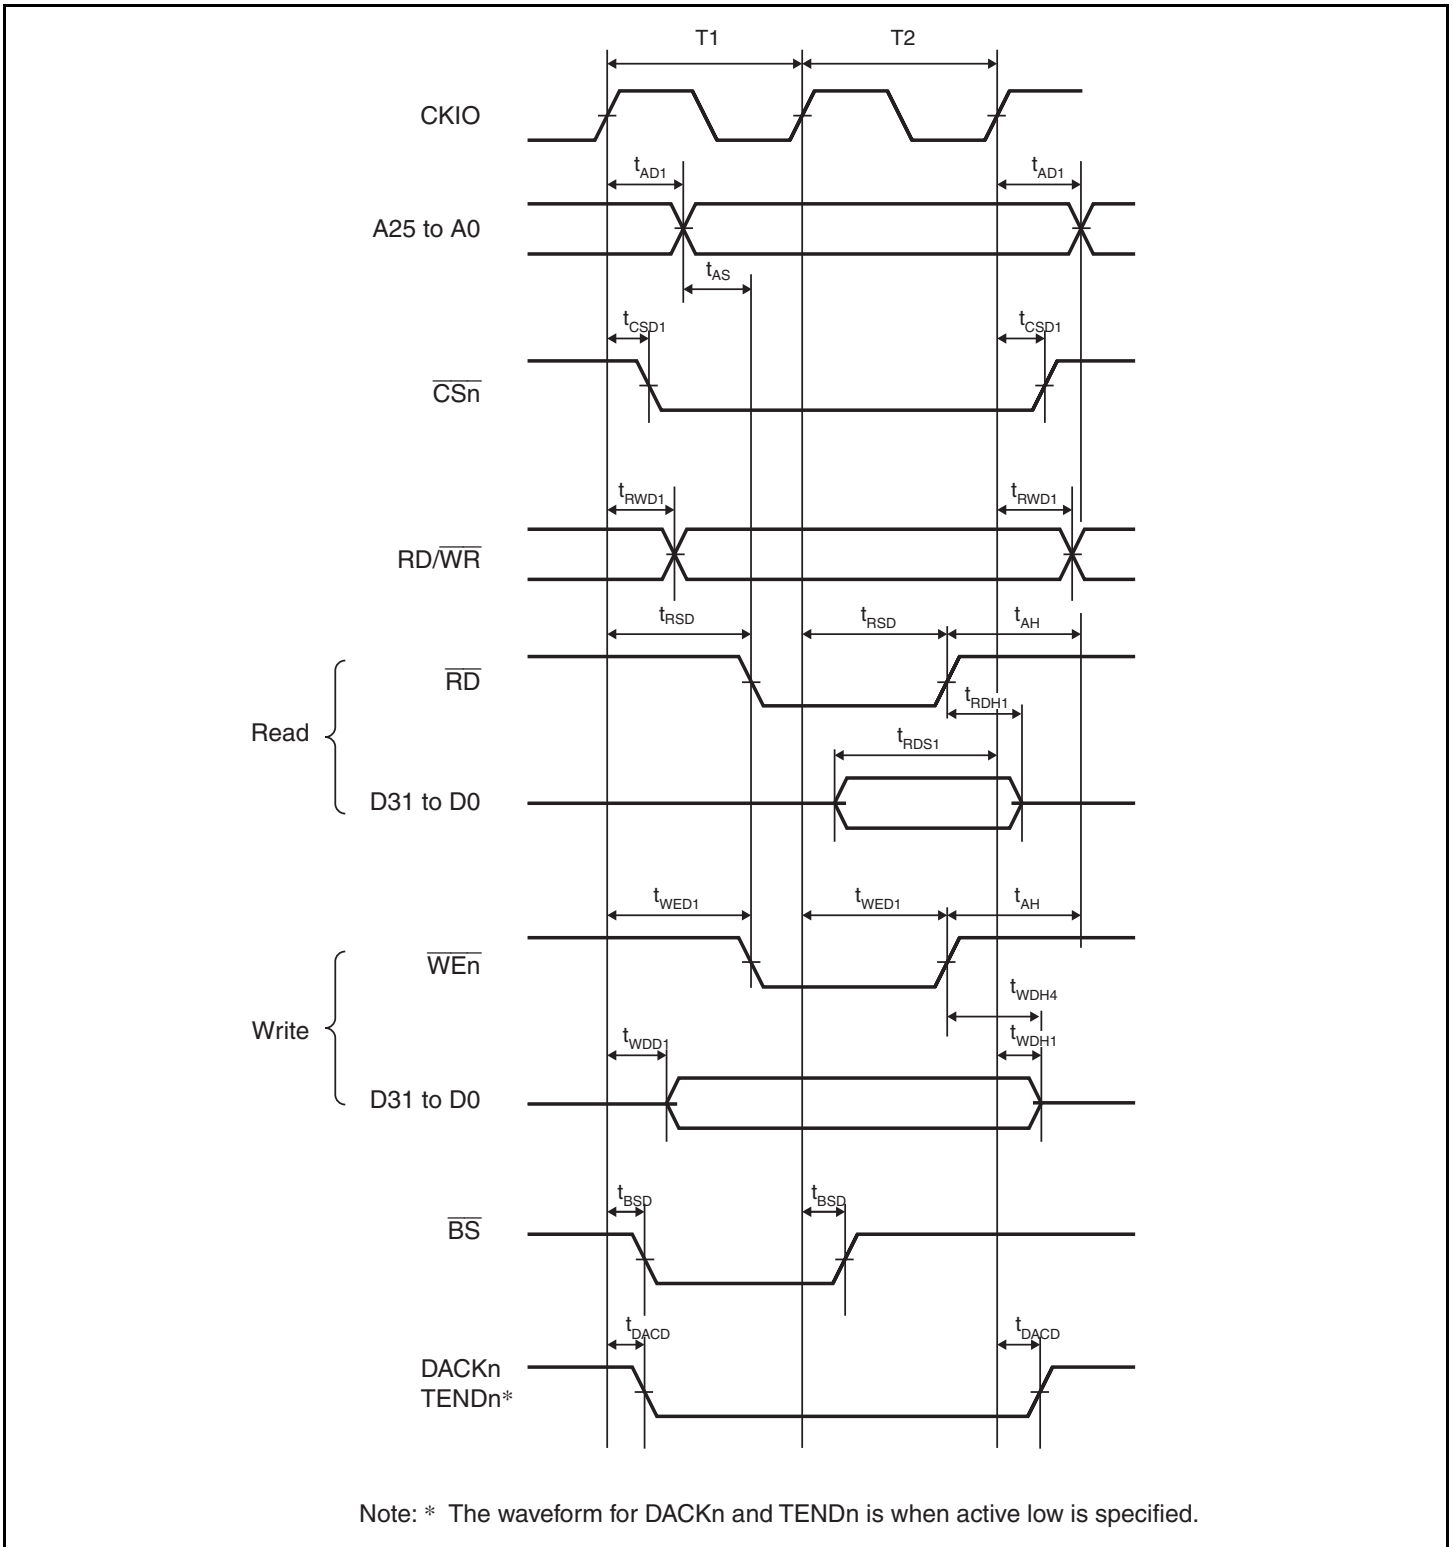 T1 T2
CKIO
tAD1 tAD1
A25 to A0
tAS
tCSD1 tCSD1
CSn
tRWD1 tRWD1
RD/WR
tRSD tRSD tAH
RD
tRDH1
Read
tRDS1
D31 to D0
tWED1 tWED1 tAH
WEn
tWDH4
Write
tWDD1 tWDH1
D31 to D0
tBSD tBSD
BS
tDACD tDACD
DACKn
TENDn*
Note: * The waveform for DACKn and TENDn is when active low is specified.